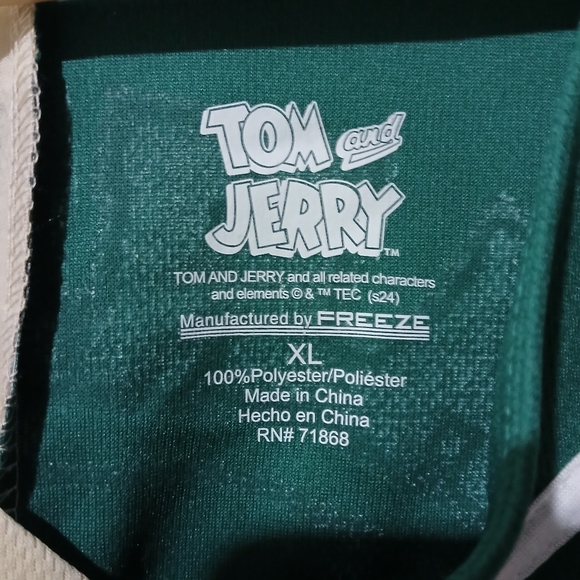 TOM and
JERRY™
TOM AND JERRY and all related characters
and elements © & ™ TEC (s24)
Manufactured by FREEZE
XL
100%Polyester/Poliéster
Made in China
Hecho en China
RN# 71868